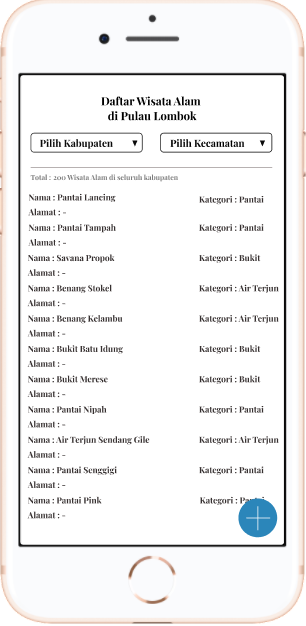 Daftar Wisata Alam
di Pulau Lombok
Pilih Kabupaten ▼ Pilih Kecamatan ▼
Total : 200 Wisata Alam di seluruh kabupaten
Nama : Pantai Lancing Kategori : Pantai
Alamat : -
Nama : Pantai Tampah Kategori : Pantai
Alamat : -
Nama : Savana Propok Kategori : Bukit
Alamat : -
Nama : Benang Stokel Kategori : Air Terjun
Alamat : -
Nama : Benang Kelambu Kategori : Air Terjun
Alamat : -
Nama : Bukit Batu Idung Kategori : Bukit
Alamat : -
Nama : Bukit Merese Kategori : Bukit
Alamat : -
Nama : Pantai Nipah Kategori : Pantai
Alamat : -
Nama : Air Terjun Sendang Gile Kategori : Air Terjun
Alamat : -
Nama : Pantai Senggigi Kategori : Pantai
Alamat : -
Nama : Pantai Pink Kategori : Pantai
Alamat : -